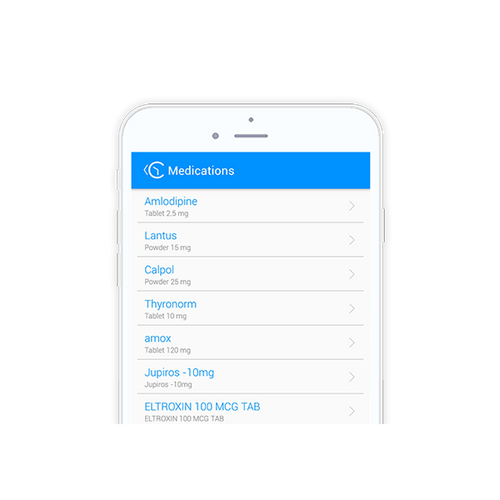 Medications
Amlodipine
Tablet 2.5 mg
Lantus
Powder 15 mg
Calpol
Powder 25 mg
Thyronorm
Tablet 10 mg
amox
Tablet 120 mg
Jupiros -10mg
Jupiros -10mg
ELTROXIN 100 MCG TAB
ELTROXIN 100 MCG TAB